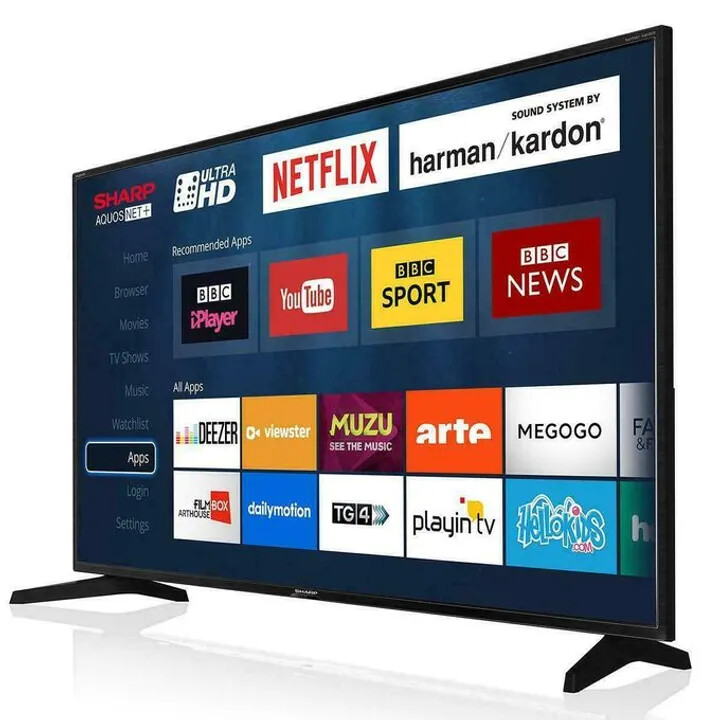 SHARP
AQUOS NET+
ULTRA
HD
NETFLIX
SOUND SYSTEM BY
harman/kardon®
Home
Browser
Movies
TV Shows
Music
Watchlist
Apps
Login
Settings
Recommended Apps
BBC
iPlayer
YouTube
BBC
SPORT
BBC
NEWS
All Apps
DEEZER
viewster
MUZU
SEE THE MUSIC
arte
MEGOGO
FA
&F
FILMBOX
ARTHOUSE
dailymotion
TG4
playin'tv
HELLOKIDS
.COM
h
SHARP